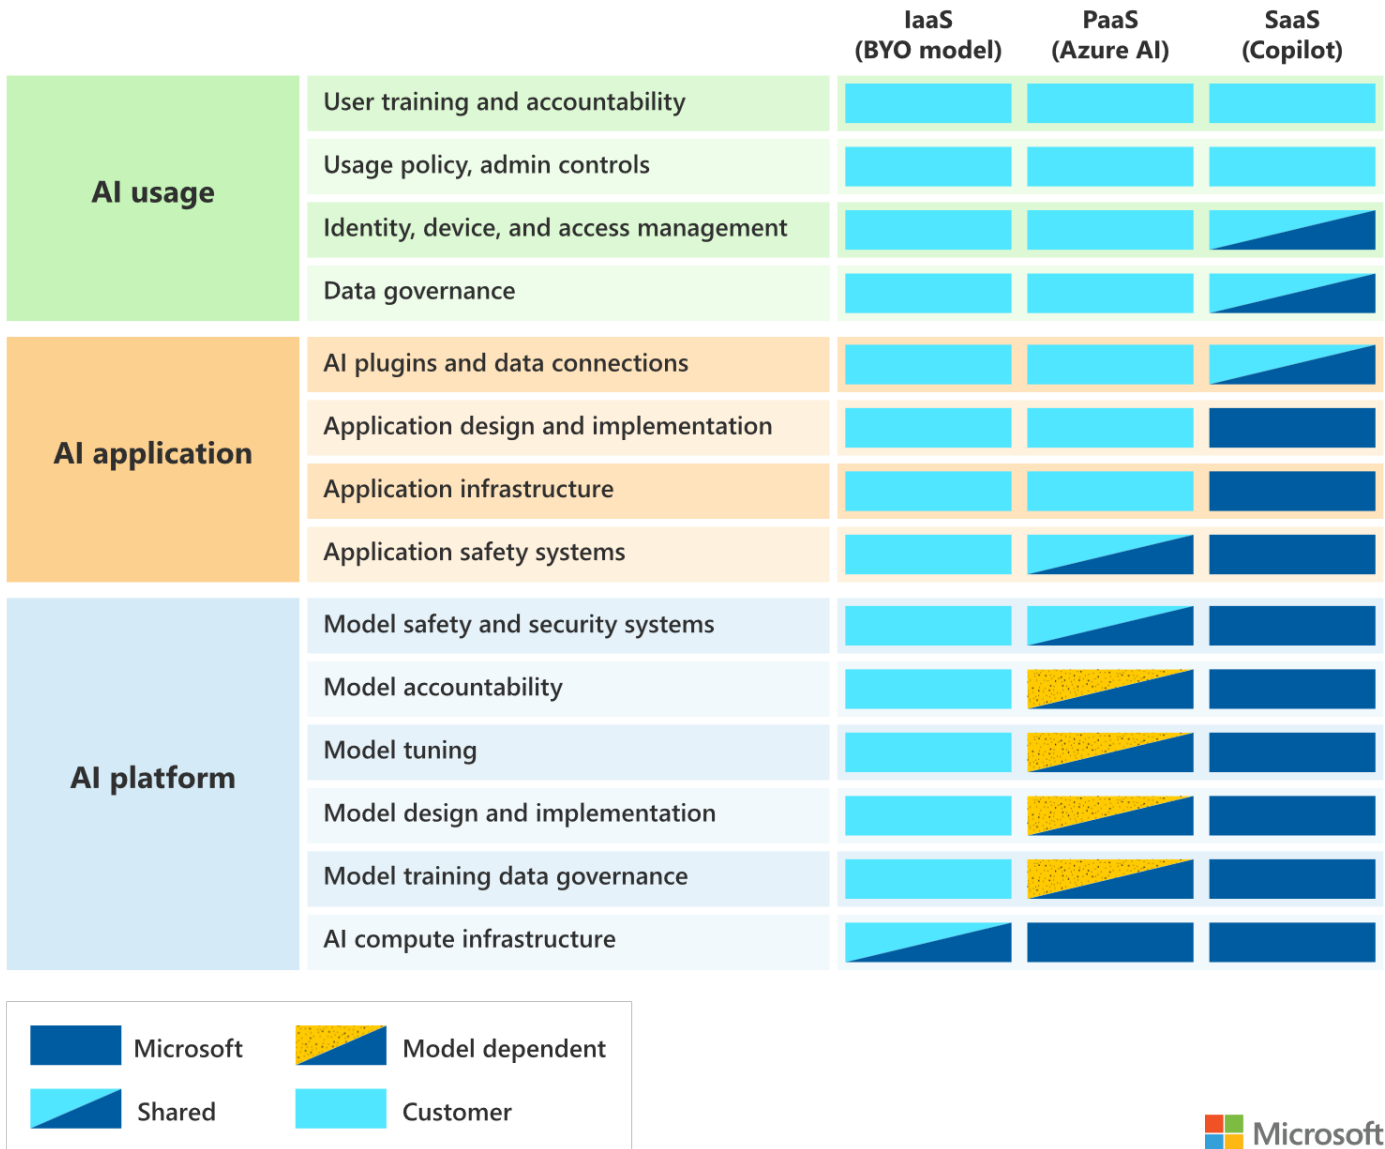 IaaS
(BYO model)
PaaS
(Azure AI)
SaaS
(Copilot)
AI usage
User training and accountability
Usage policy, admin controls
Identity, device, and access management
Data governance
AI application
AI plugins and data connections
Application design and implementation
Application infrastructure
Application safety systems
AI platform
Model safety and security systems
Model accountability
Model tuning
Model design and implementation
Model training data governance
AI compute infrastructure
Microsoft
Model dependent
Shared
Customer
Microsoft